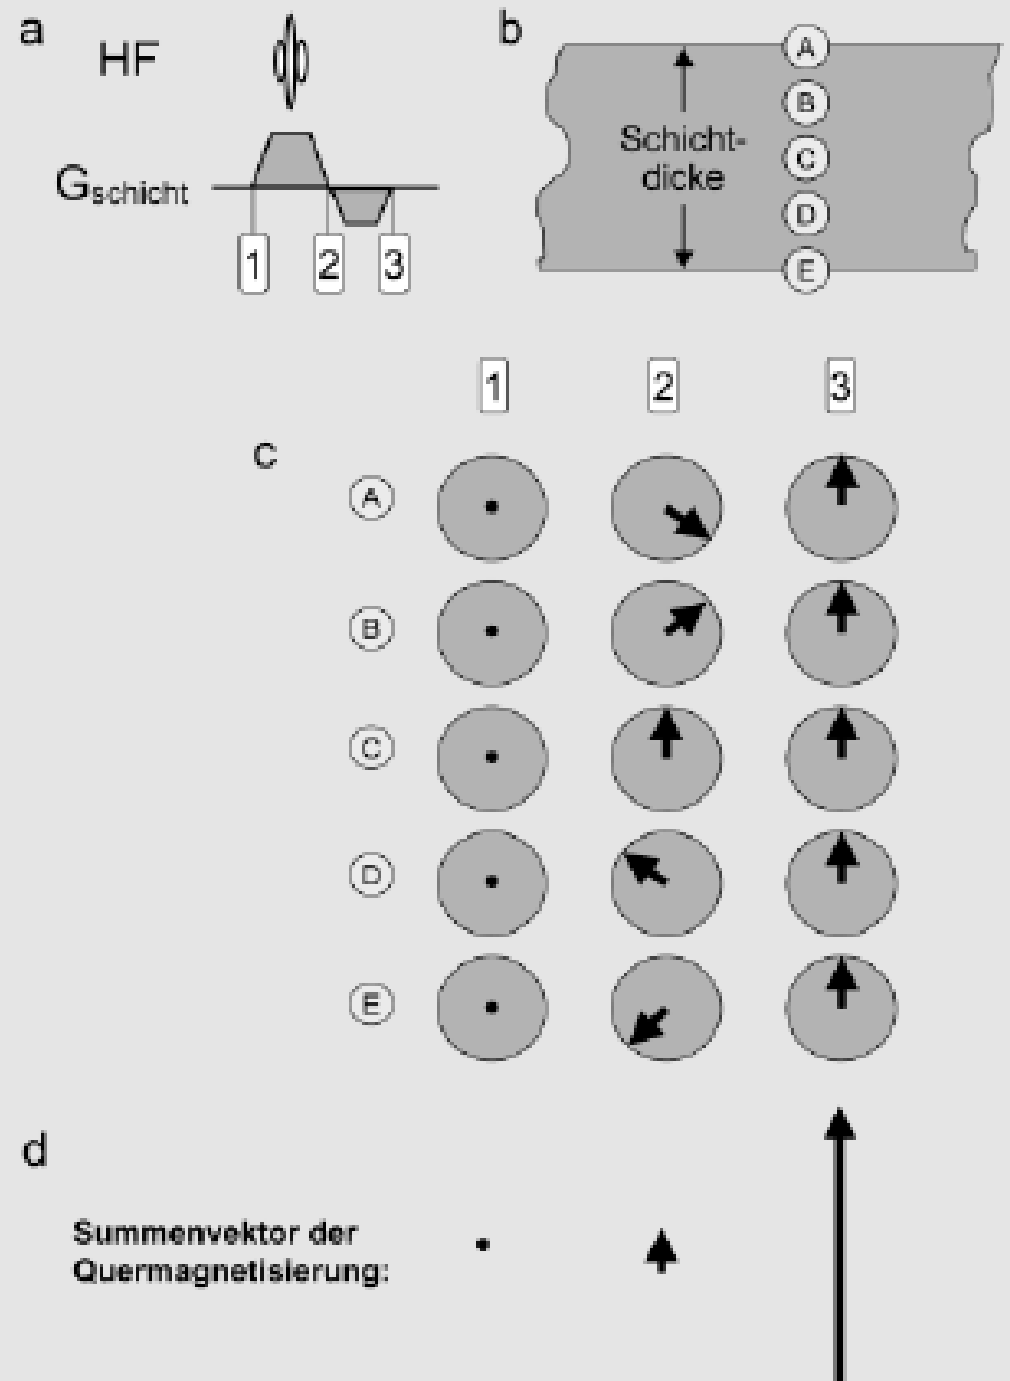 a
HF
Gschicht
1 2 3
b
A
B
C
D
E
Schicht-
dicke
1 2 3
c
A
B
C
D
E
d
Summenvektor der
Quermagnetisierung: